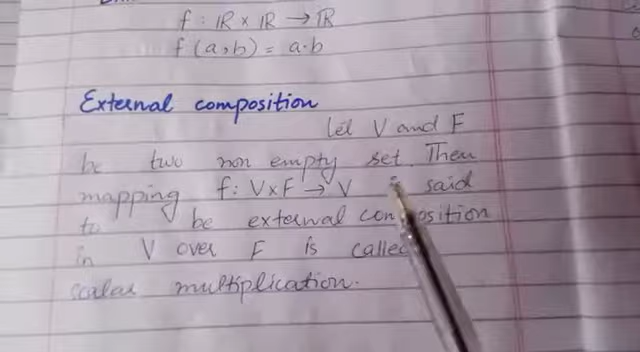 f : R × R → R
f(a,b) = a·b
External composition
Let V and F
be two non empty set. Then
mapping f: V×F → V is said
to be external composition
in V over F is called
scalar multiplication.